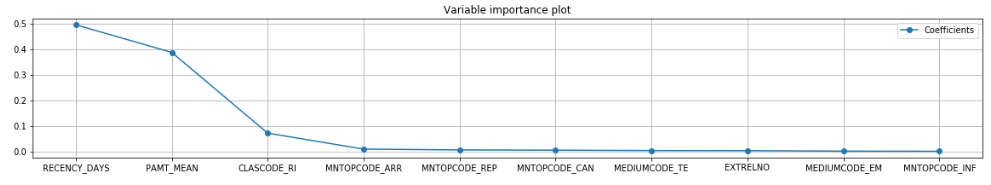 Variable importance plot
Coefficients
0.5
0.4
0.3
0.2
0.1
0.0
RECENCY_DAYS PAMT_MEAN CLASCODE_RI MNTOPCODE_ARR MNTOPCODE_REP MNTOPCODE_CAN MEDIUMCODE_TE EXTRELNO MEDIUMCODE_EM MNTOPCODE_INF